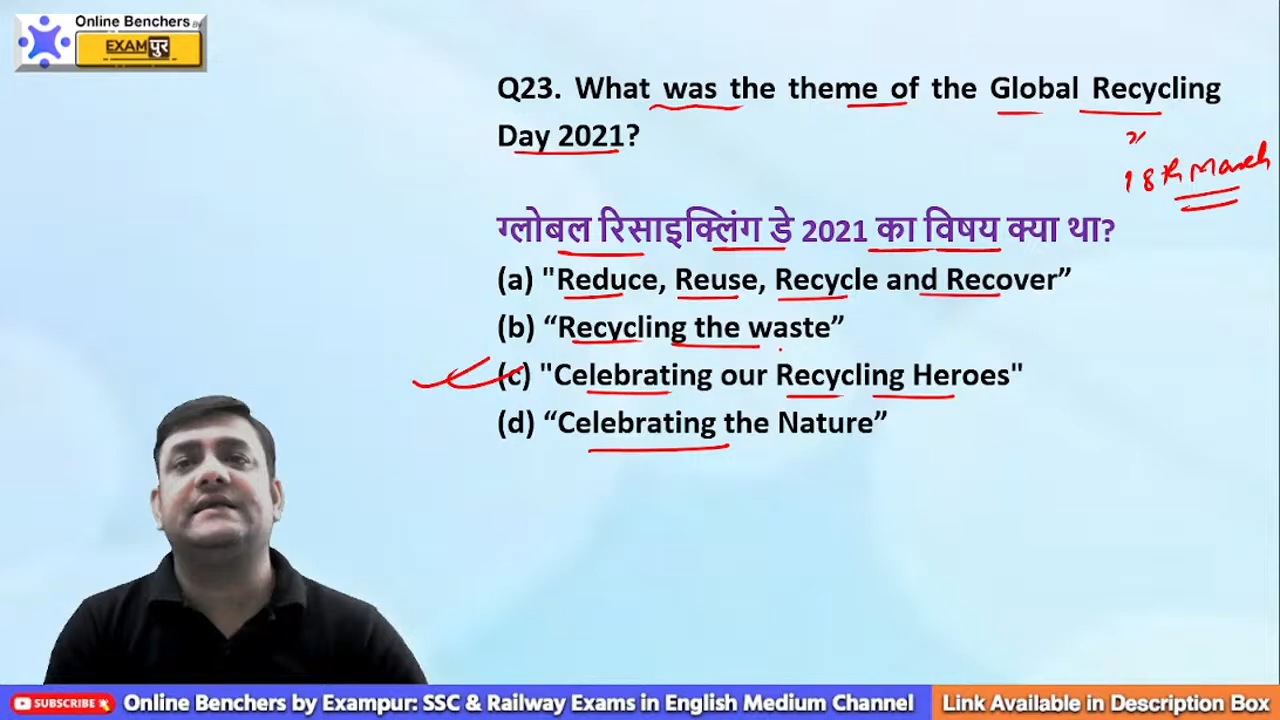 Online Benchers By
EXAMपुर
Q23. What was the theme of the Global Recycling
Day 2021?
18th March
ग्लोबल रिसाइक्लिंग डे 2021 का विषय क्या था?
(a) "Reduce, Reuse, Recycle and Recover”
(b) “Recycling the waste”
(c) "Celebrating our Recycling Heroes"
(d) “Celebrating the Nature”
SUBSCRIBE
Online Benchers by Exampur: SSC & Railway Exams in English Medium Channel
Link Available in Description Box